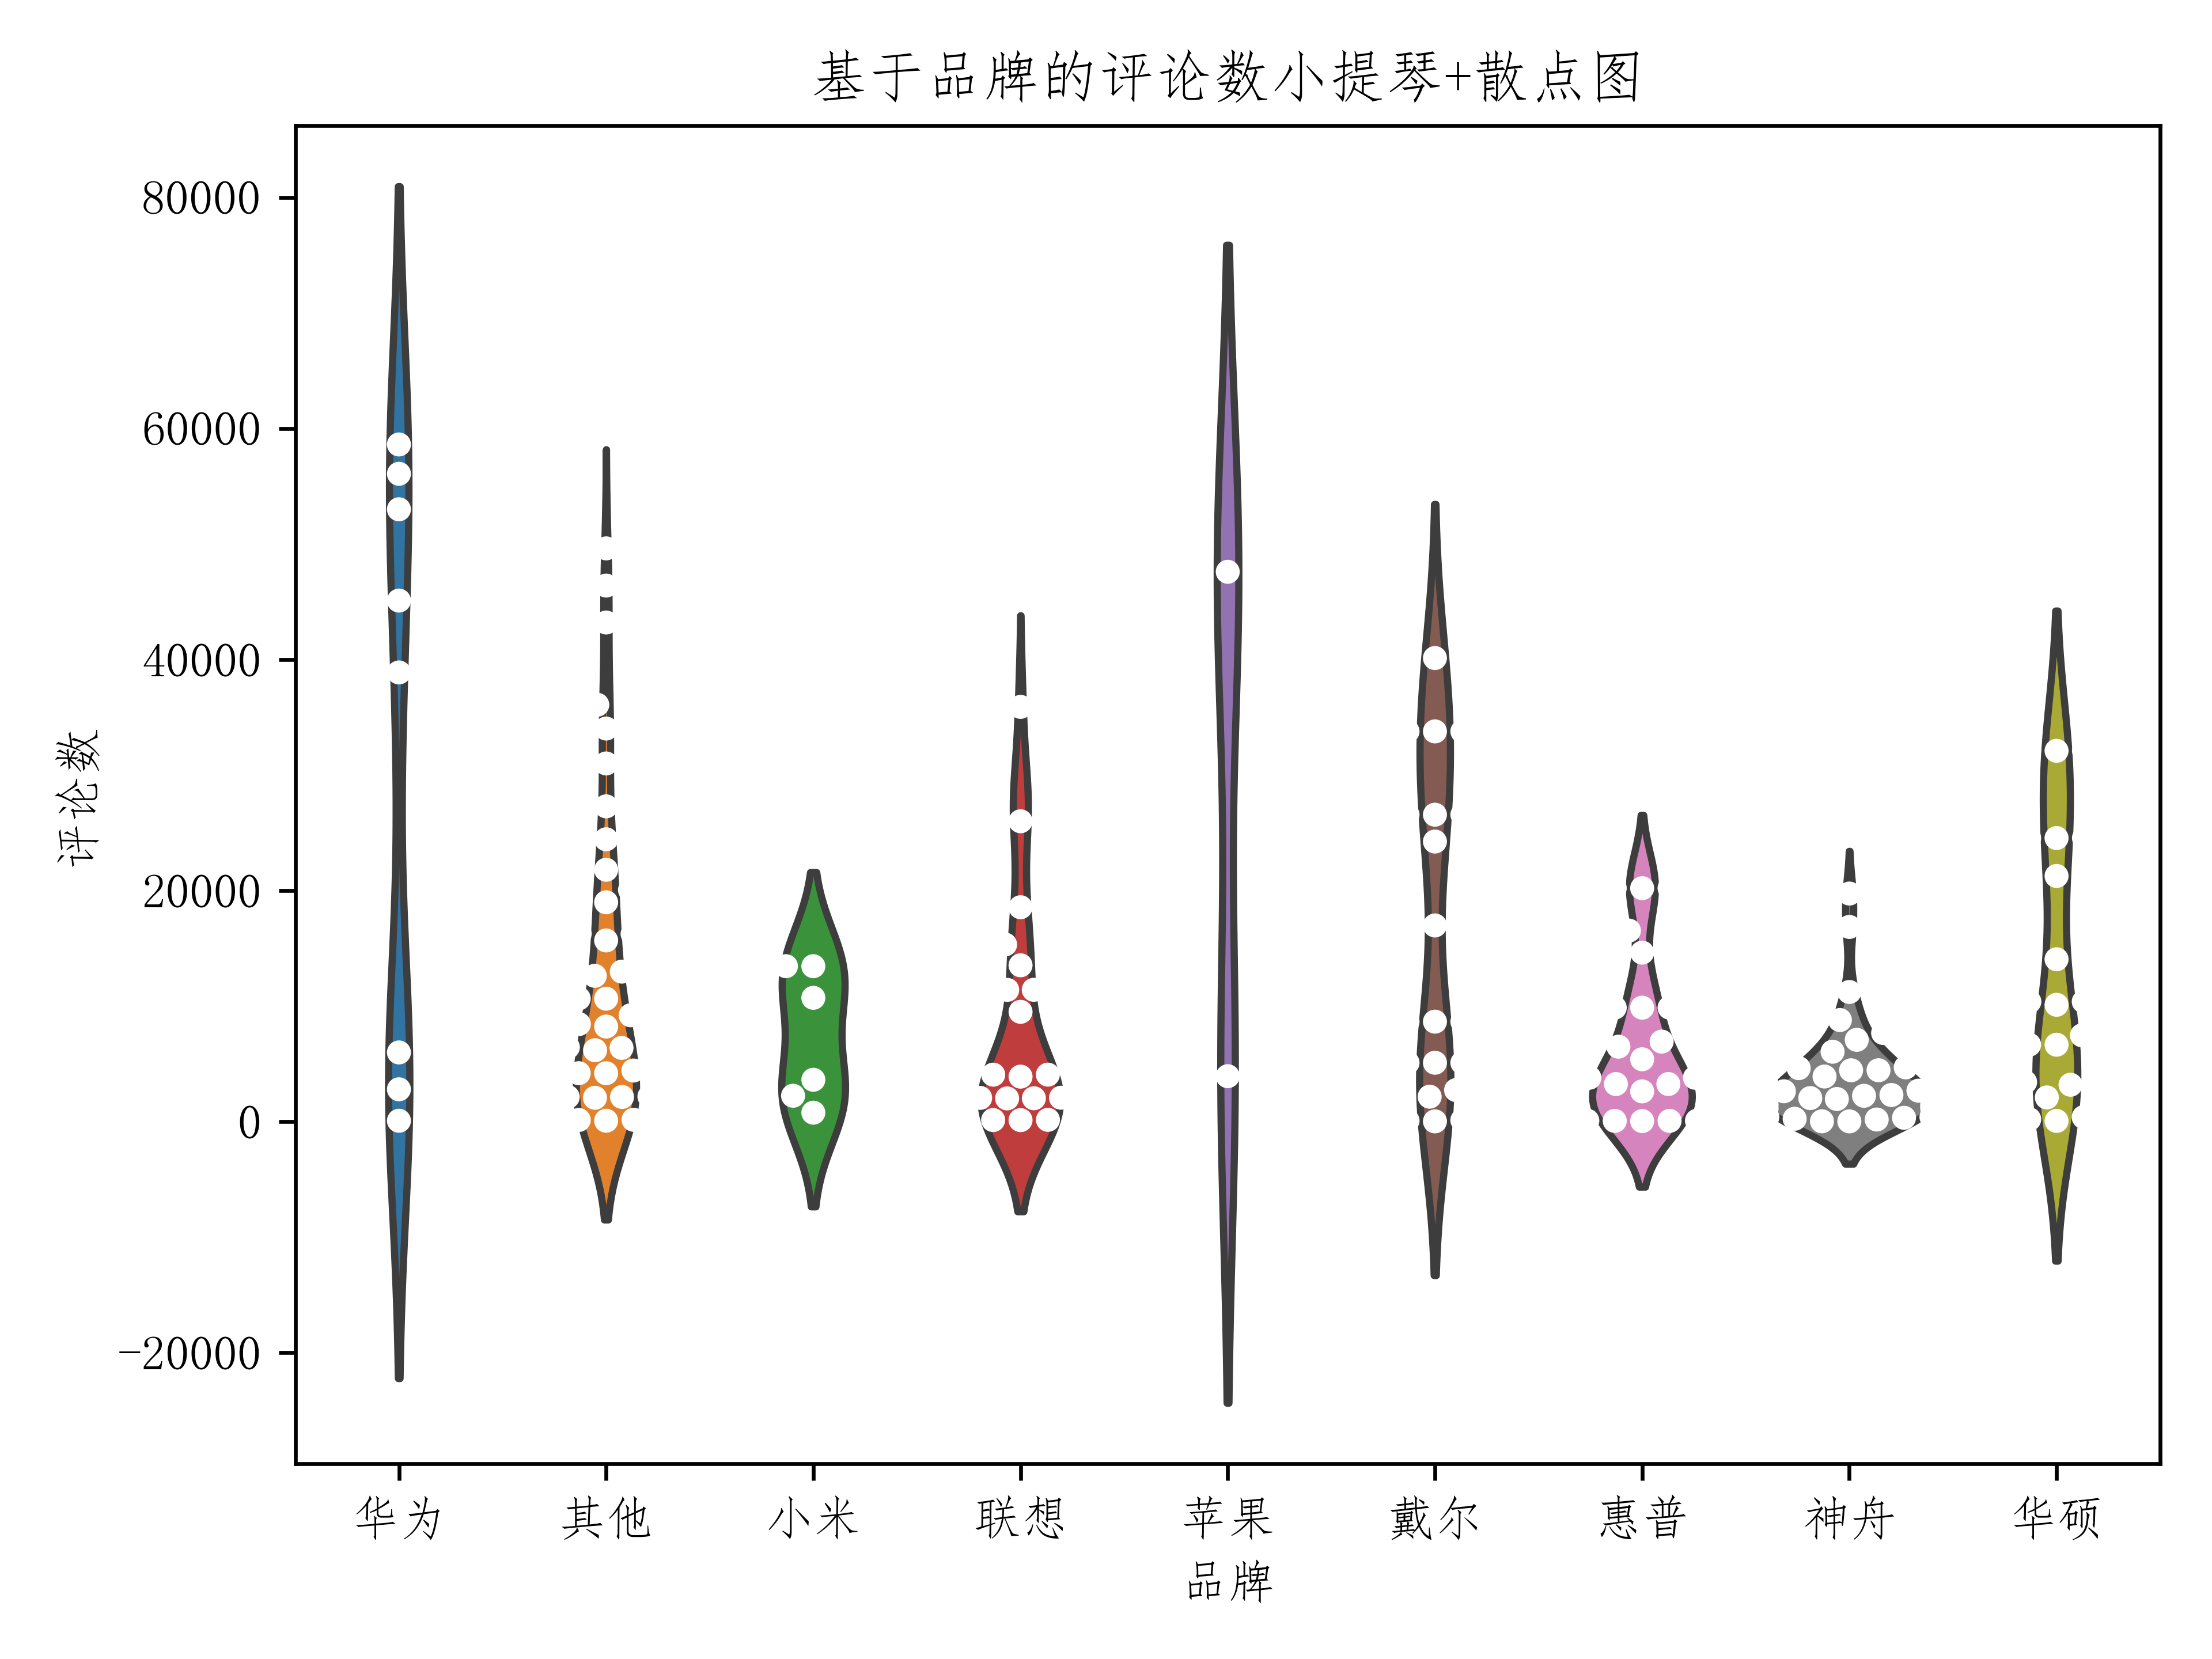 基于品牌的评论数小提琴+散点图
评论数
80000
60000
40000
20000
0
−20000
华为 其他 小米 联想 苹果 戴尔 惠普 神舟 华硕
品牌